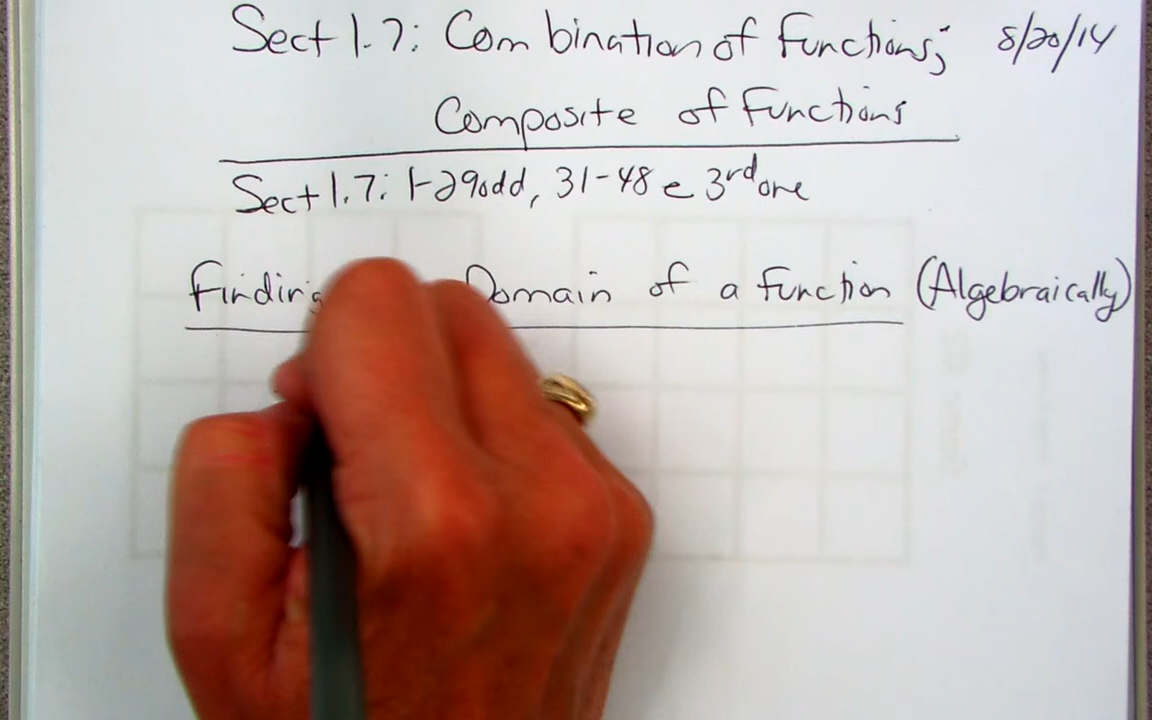 Sect 1.7: Combination of Functions; 8/20/14
Composite of Functions
Sect 1.7: 1-29odd, 31-48 e 3rd one
Finding Domain of a Function (Algebraically)